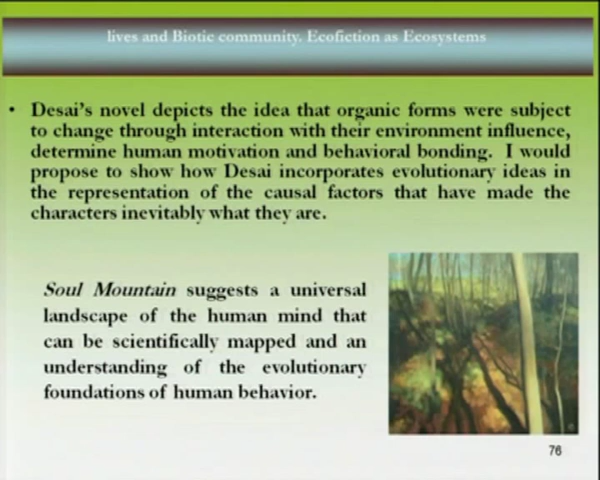 lives and Biotic community. Ecofiction as Ecosystems
• Desai's novel depicts the idea that organic forms were subject
to change through interaction with their environment influence,
determine human motivation and behavioral bonding. I would
propose to show how Desai incorporates evolutionary ideas in
the representation of the causal factors that have made the
characters inevitably what they are.
Soul Mountain suggests a universal
landscape of the human mind that
can be scientifically mapped and an
understanding of the evolutionary
foundations of human behavior.
76